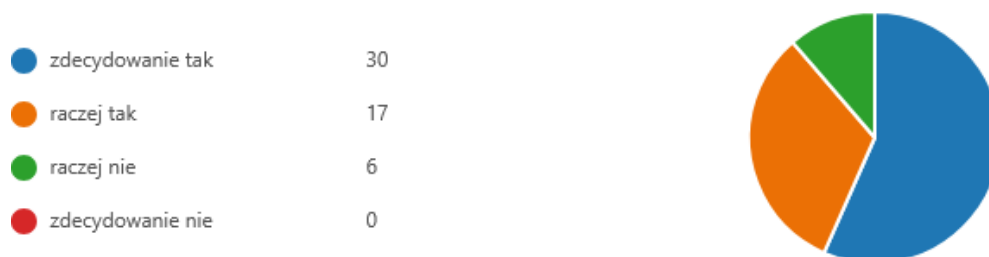 zdecydowanie tak 30
raczej tak 17
raczej nie 6
zdecydowanie nie 0